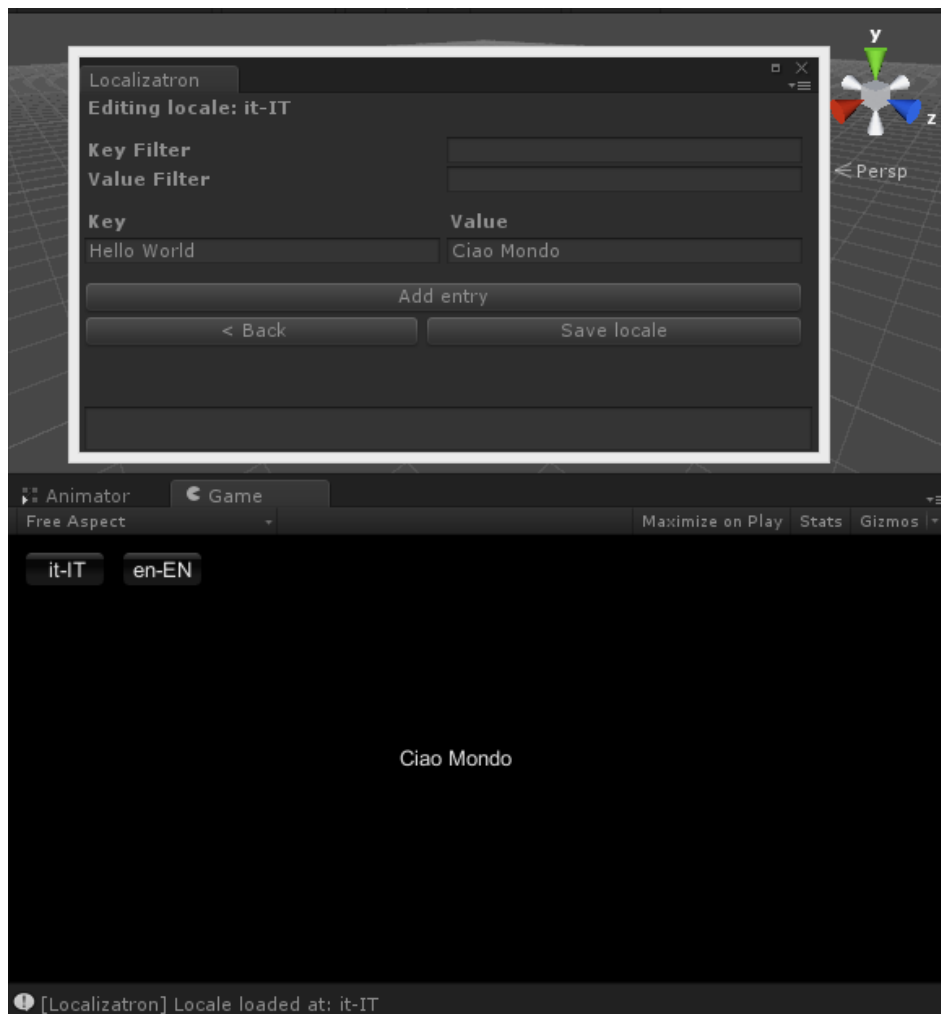 y
Localizatron
Editing locale: it-IT
z
Key Filter
Value Filter
< Persp
Key Value
Hello World Ciao Mondo
Add entry
< Back Save locale
Animator Game
Free Aspect Maximize on Play Stats Gizmos
it-IT en-EN
Ciao Mondo
[Localizatron] Locale loaded at: it-IT